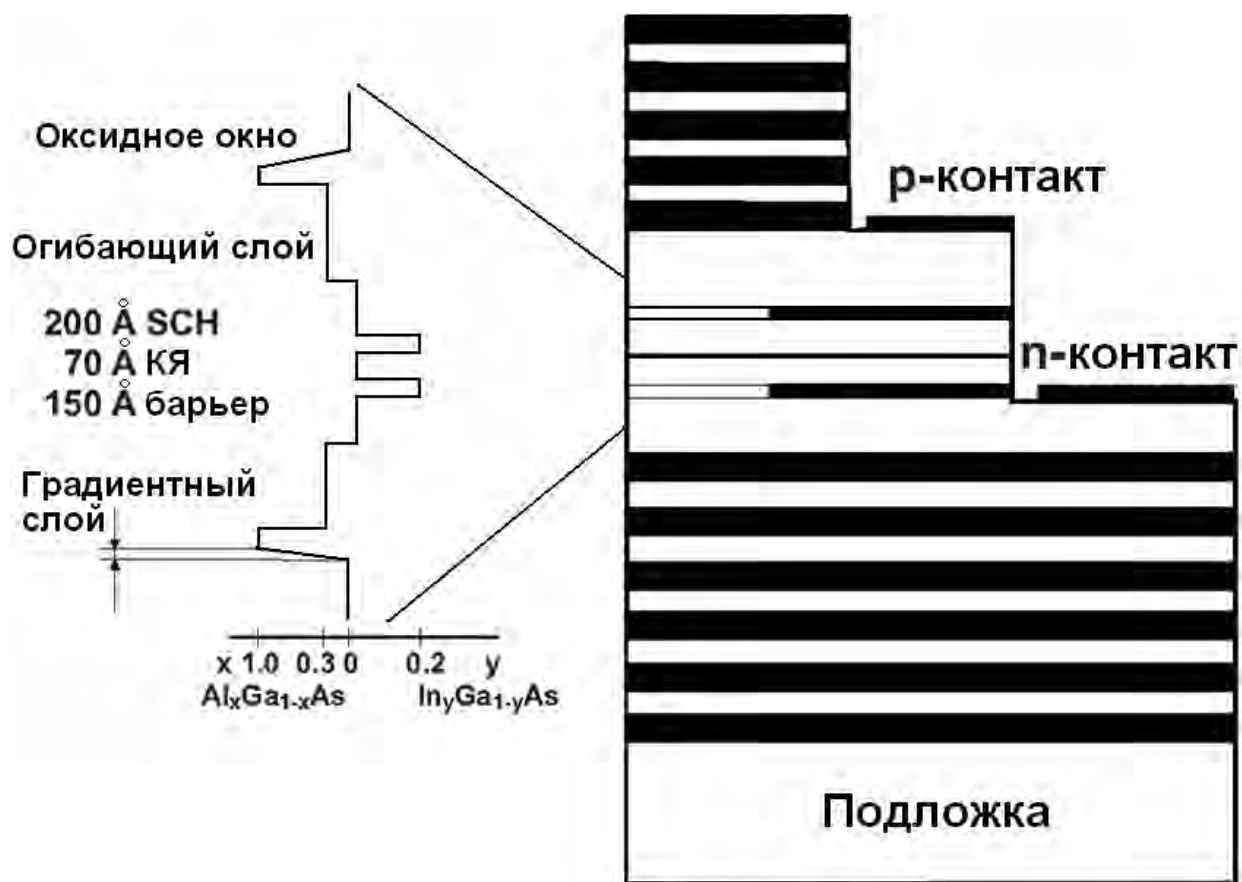 Оксидное окно
Огибающий слой
200 Å SCH
70 Å КЯ
150 Å барьер
Градиентный
слой
x 1.0 0.3 0 0.2 y
AlxGa1-xAs InyGa1-yAs
p-контакт
n-контакт
Подложка